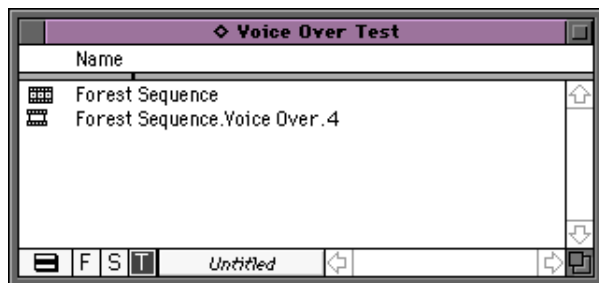 ◇ Voice Over Test
Name
Forest Sequence
Forest Sequence.Voice Over.4
F S T Untitled